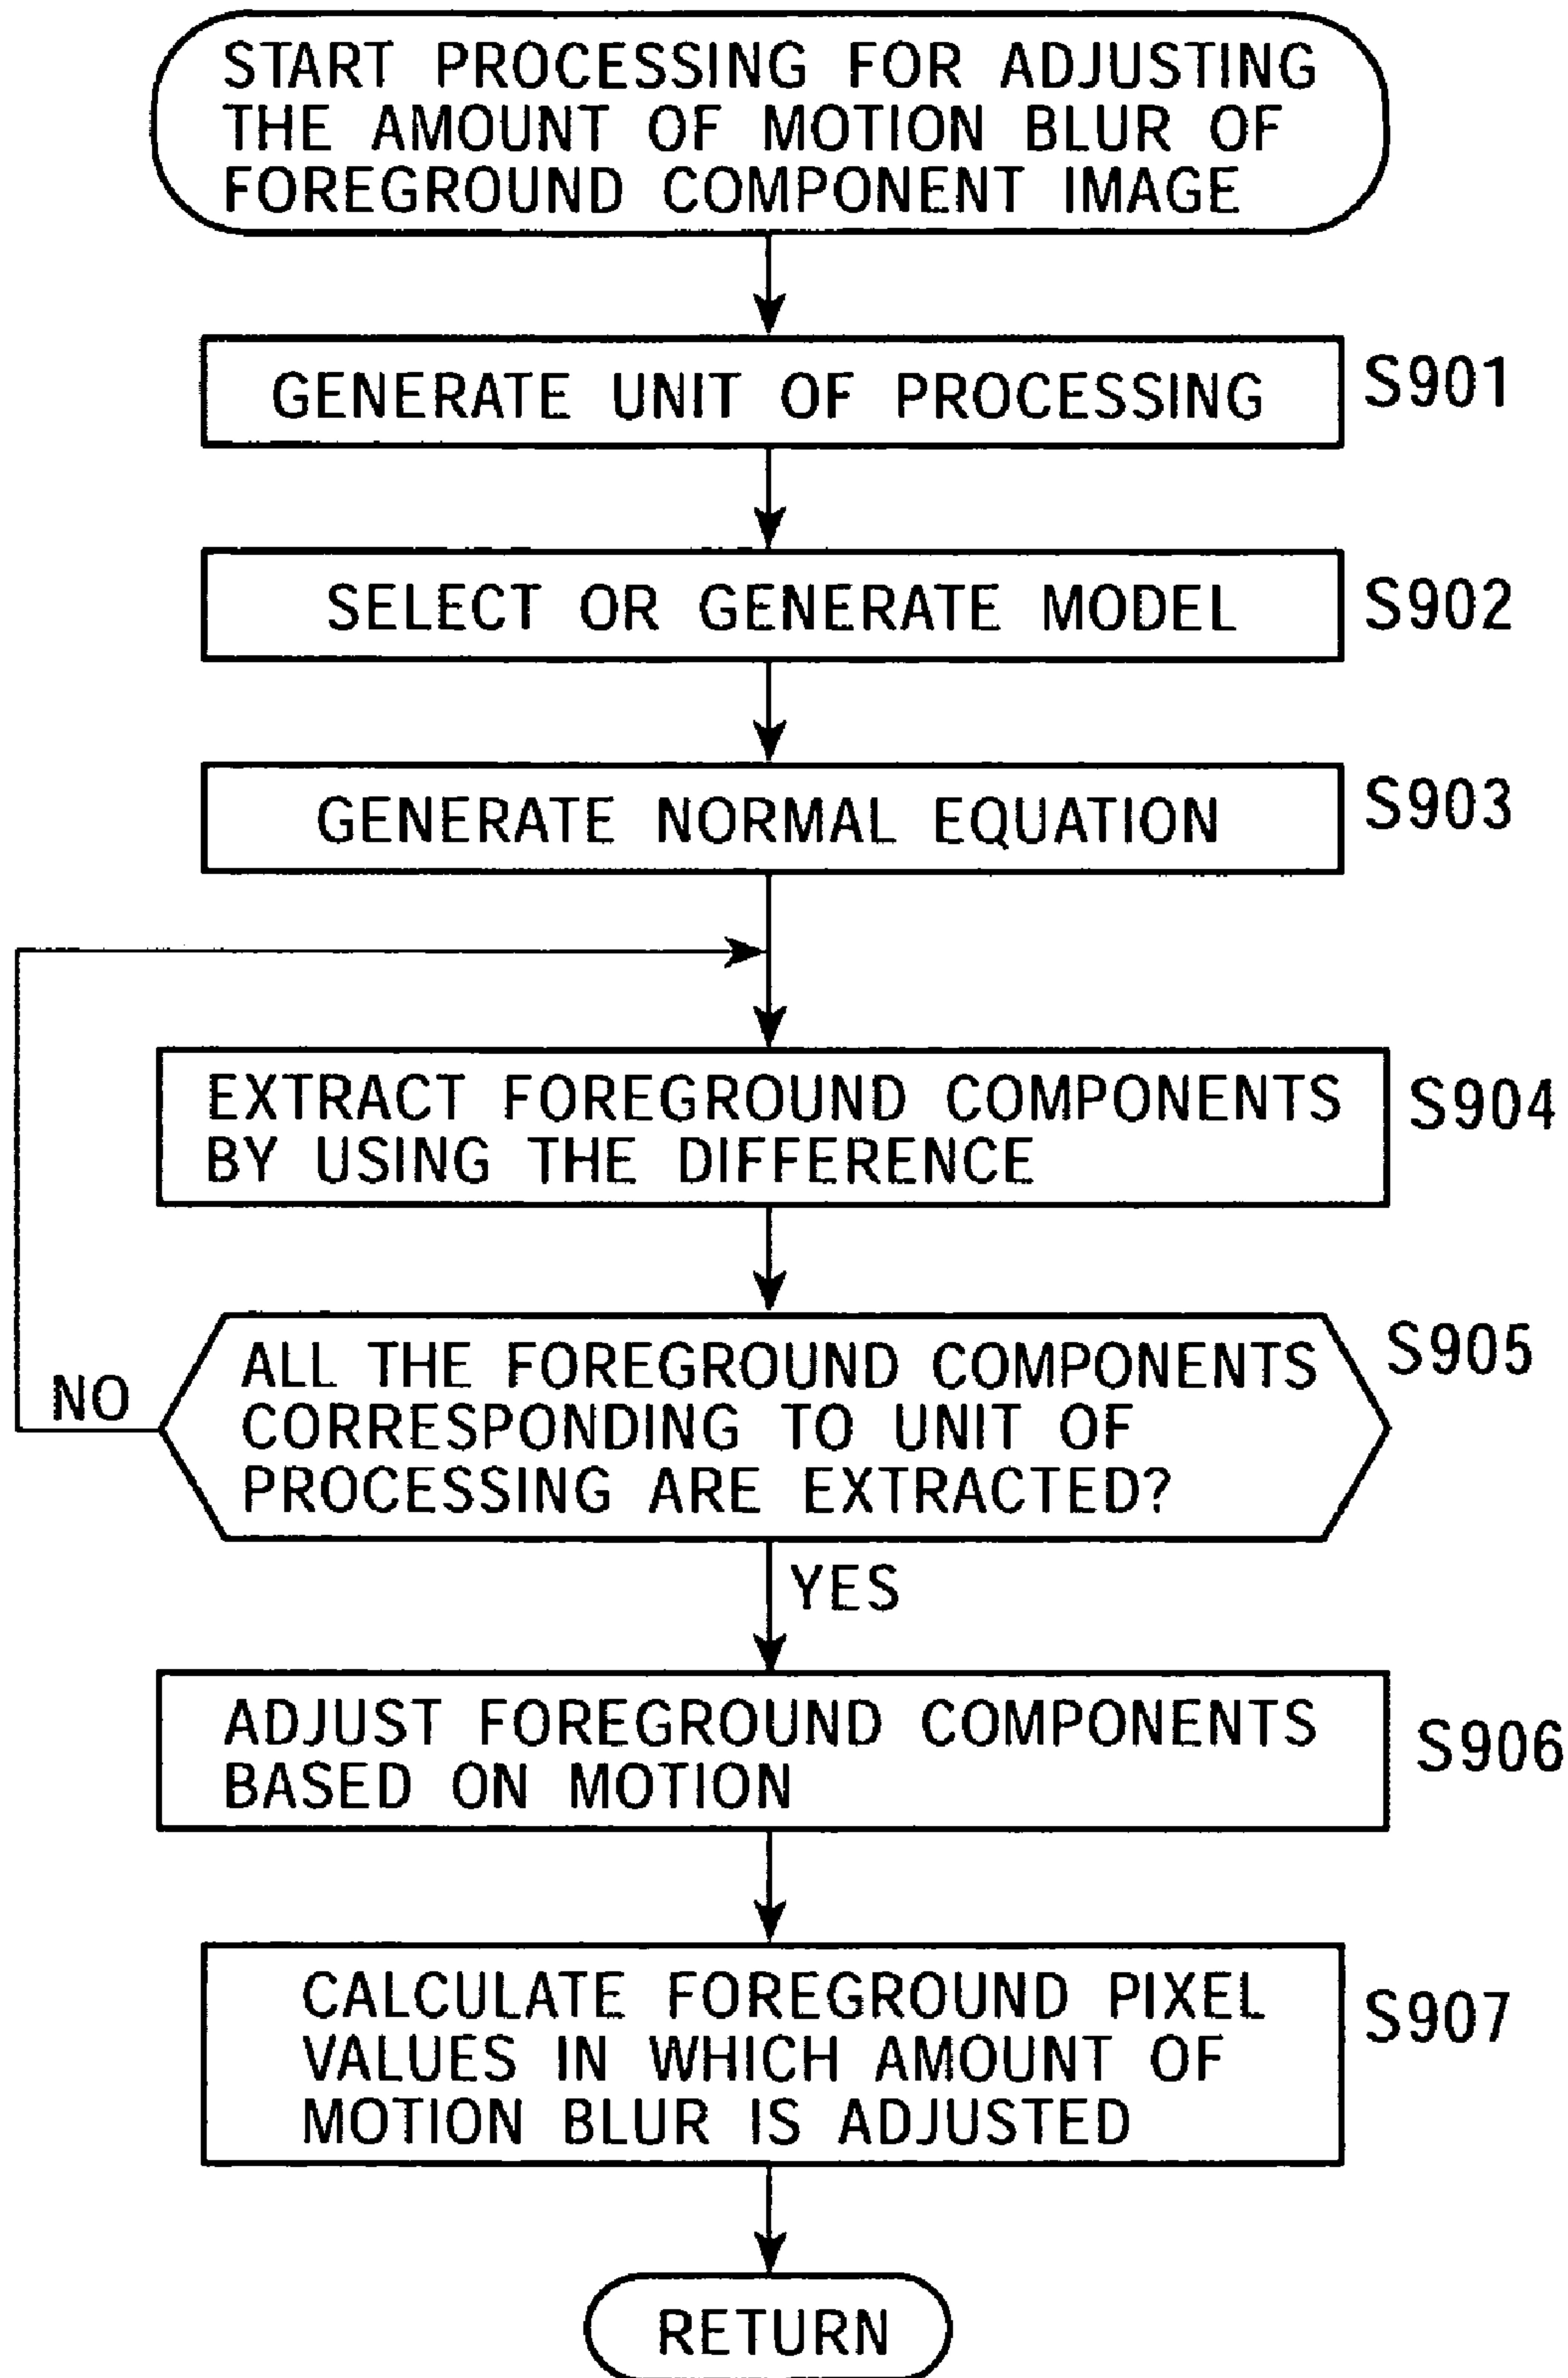 START PROCESSING FOR ADJUSTING
THE AMOUNT OF MOTION BLUR OF
FOREGROUND COMPONENT IMAGE
GENERATE UNIT OF PROCESSING
S901
SELECT OR GENERATE MODEL
S902
GENERATE NORMAL EQUATION
S903
EXTRACT FOREGROUND COMPONENTS
BY USING THE DIFFERENCE
S904
ALL THE FOREGROUND COMPONENTS
CORRESPONDING TO UNIT OF
PROCESSING ARE EXTRACTED?
S905
NO
YES
ADJUST FOREGROUND COMPONENTS
BASED ON MOTION
S906
CALCULATE FOREGROUND PIXEL
VALUES IN WHICH AMOUNT OF
MOTION BLUR IS ADJUSTED
S907
RETURN